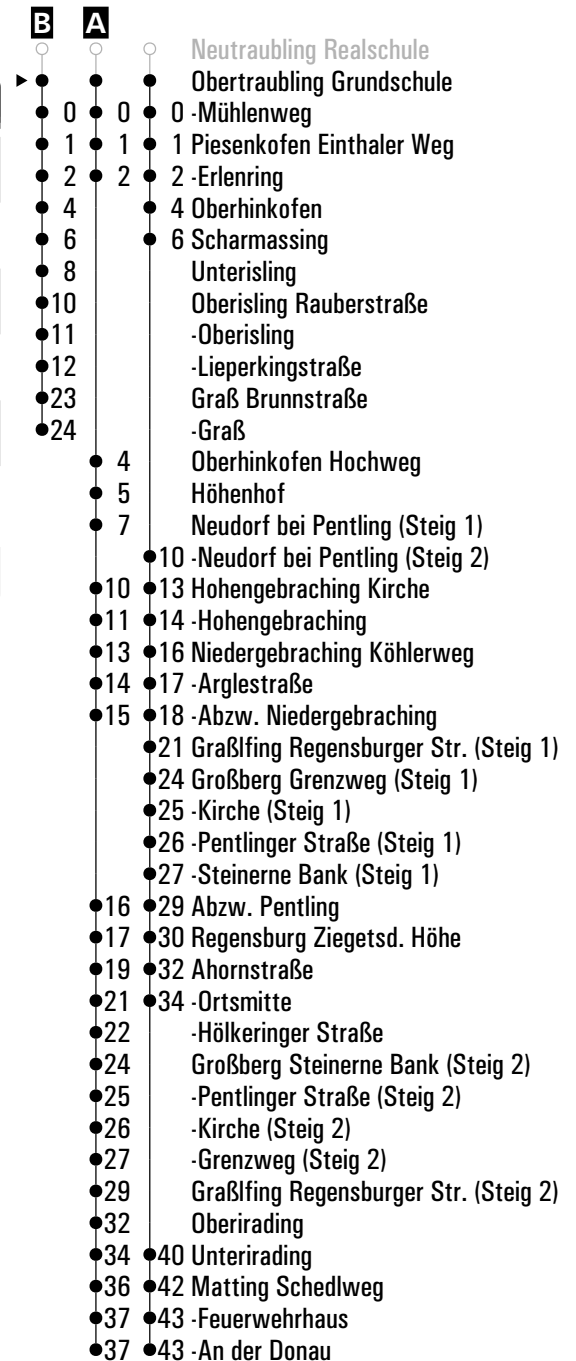 B A
Neutraubling Realschule
Obertraubling Grundschule
0 0 0 -Mühlenweg
1 1 1 Piesenkofen Einthaler Weg
2 2 2 -Erlenring
4 4 Oberhinkofen
6 6 Scharmassing
8 Unterisling
10 Oberisling Rauberstraße
11 -Oberisling
12 -Lieperkingstraße
23 Graß Brunnstraße
24 -Graß
4 Oberhinkofen Hochweg
5 Höhenhof
7 Neudorf bei Pentling (Steig 1)
10 -Neudorf bei Pentling (Steig 2)
10 13 Hohengebraching Kirche
11 14 -Hohengebraching
13 16 Niedergebraching Köhlerweg
14 17 -Arglestraße
15 18 -Abzw. Niedergebraching
21 Graßlfing Regensburger Str. (Steig 1)
24 Großberg Grenzweg (Steig 1)
25 -Kirche (Steig 1)
26 -Pentlinger Straße (Steig 1)
27 -Steinerne Bank (Steig 1)
16 29 Abzw. Pentling
17 30 Regensburg Ziegetsd. Höhe
19 32 Ahornstraße
21 34 -Ortsmitte
22 -Hölkeringer Straße
24 Großberg Steinerne Bank (Steig 2)
25 -Pentlinger Straße (Steig 2)
26 -Kirche (Steig 2)
27 -Grenzweg (Steig 2)
29 Graßlfing Regensburger Str. (Steig 2)
32 Oberirading
34 40 Unterirading
36 42 Matting Schedlweg
37 43 -Feuerwehrhaus
37 43 -An der Donau